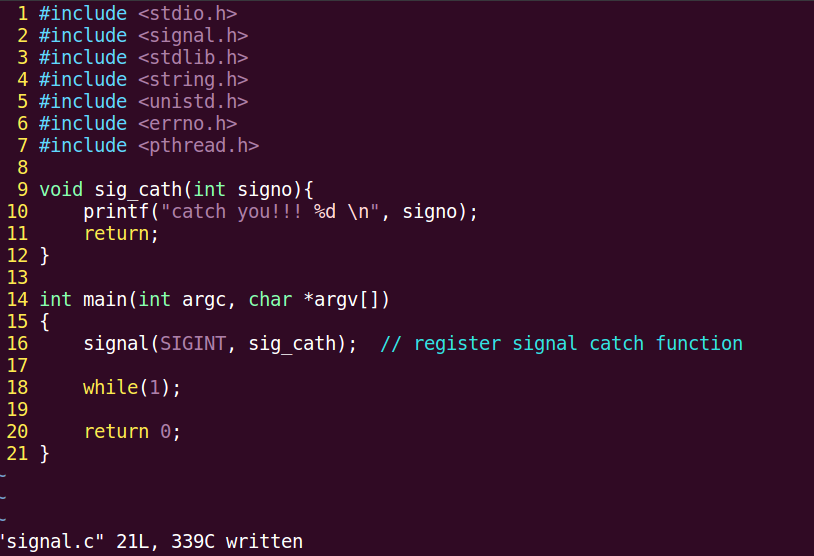 1 #include <stdio.h>
2 #include <signal.h>
3 #include <stdlib.h>
4 #include <string.h>
5 #include <unistd.h>
6 #include <errno.h>
7 #include <pthread.h>
8
9 void sig_cath(int signo){
10     printf("catch you!!! %d \n", signo);
11     return;
12 }
13
14 int main(int argc, char *argv[])
15 {
16     signal(SIGINT, sig_cath);  // register signal catch function
17
18     while(1);
19
20     return 0;
21 }
~
~
~
"signal.c" 21L, 339C written